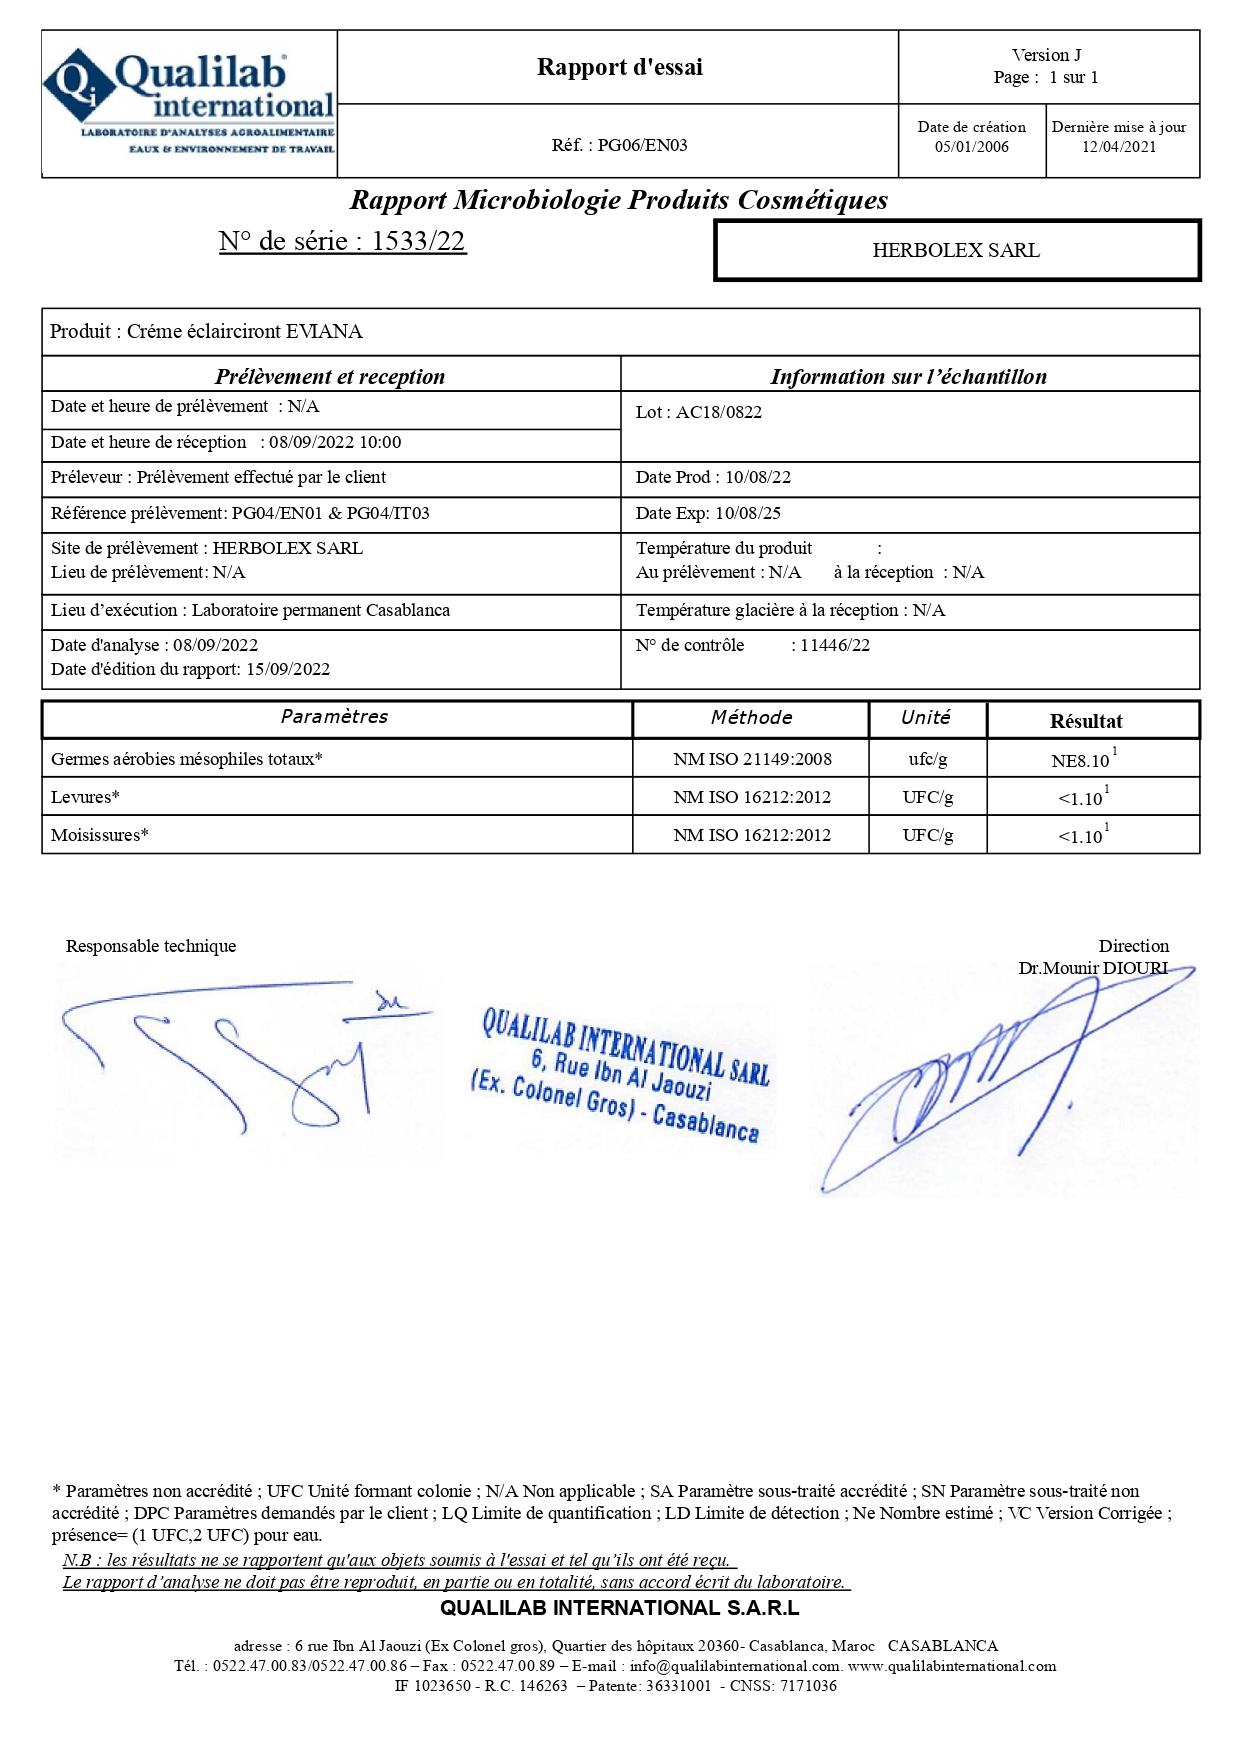 Qualilab
international
LABORATOIRE D'ANALYSES AGROALIMENTAIRE
EAUX & ENVIRONNEMENT DE TRAVAIL
Rapport d'essai
Version J
Page : 1 sur 1
Réf. : PG06/EN03
Date de création
05/01/2006
Dernière mise à jour
12/04/2021
Rapport Microbiologie Produits Cosmétiques
N° de série : 1533/22
HERBOLEX SARL
Produit : Créme éclairciront EVIANA
Prélèvement et reception
Information sur l'échantillon
Date et heure de prélèvement : N/A
Lot : AC18/0822
Date et heure de réception : 08/09/2022 10:00
Préleveur : Prélèvement effectué par le client
Date Prod : 10/08/22
Référence prélèvement: PG04/EN01 & PG04/IT03
Date Exp: 10/08/25
Site de prélèvement : HERBOLEX SARL
Lieu de prélèvement: N/A
Température du produit :
Au prélèvement : N/A à la réception : N/A
Lieu d'exécution : Laboratoire permanent Casablanca
Température glacière à la réception : N/A
Date d'analyse : 08/09/2022
Date d'édition du rapport: 15/09/2022
N° de contrôle : 11446/22
Paramètres Méthode Unité Résultat
Germes aérobies mésophiles totaux* NM ISO 21149:2008 ufc/g NE8.10¹
Levures* NM ISO 16212:2012 UFC/g <1.10¹
Moisissures* NM ISO 16212:2012 UFC/g <1.10¹
Responsable technique
Direction
Dr.Mounir DIOURI
QUALILAB INTERNATIONAL SARL
6, Rue Ibn Al Jaouzi
(Ex. Colonel Gros) - Casablanca
* Paramètres non accrédité ; UFC Unité formant colonie ; N/A Non applicable ; SA Paramètre sous-traité accrédité ; SN Paramètre sous-traité non
accrédité ; DPC Paramètres demandés par le client ; LQ Limite de quantification ; LD Limite de détection ; Ne Nombre estimé ; VC Version Corrigée ;
présence= (1 UFC,2 UFC) pour eau.
N.B : les résultats ne se rapportent qu'aux objets soumis à l'essai et tel qu'ils ont été reçu.
Le rapport d'analyse ne doit pas être reproduit, en partie ou en totalité, sans accord écrit du laboratoire.
QUALILAB INTERNATIONAL S.A.R.L
adresse : 6 rue Ibn Al Jaouzi (Ex Colonel gros), Quartier des hôpitaux 20360- Casablanca, Maroc CASABLANCA
Tél. : 0522.47.00.83/0522.47.00.86 – Fax : 0522.47.00.89 – E-mail : info@qualilabinternational.com. www.qualilabinternational.com
IF 1023650 - R.C. 146263 – Patente: 36331001 - CNSS: 7171036